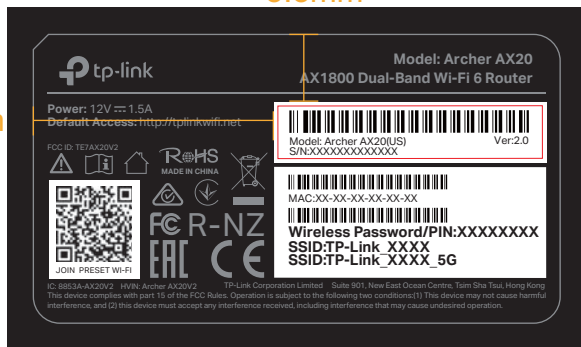 tp-link
Model: Archer AX20
AX1800 Dual-Band Wi-Fi 6 Router
Power: 12V ⎓ 1.5A
Default Access: http://tplinkwifi.net
FCC ID: TE7AX20V2
RoHS
MADE IN CHINA
Model: Archer AX20(US) Ver:2.0
S/N:XXXXXXXXXXXXX
MAC:XX-XX-XX-XX-XX-XX
Wireless Password/PIN:XXXXXXXX
SSID:TP-Link_XXXX
SSID:TP-Link_XXXX_5G
JOIN PRESET WI-FI
FC R-NZ
EAC CE
IC: 8853A-AX20V2 HVIN: Archer AX20V2 TP-Link Corporation Limited Suite 901, New East Ocean Centre, Tsim Sha Tsui, Hong Kong
This device complies with part 15 of the FCC Rules. Operation is subject to the following two conditions:(1) This device may not cause harmful
interference, and (2) this device must accept any interference received, including interference that may cause undesired operation.